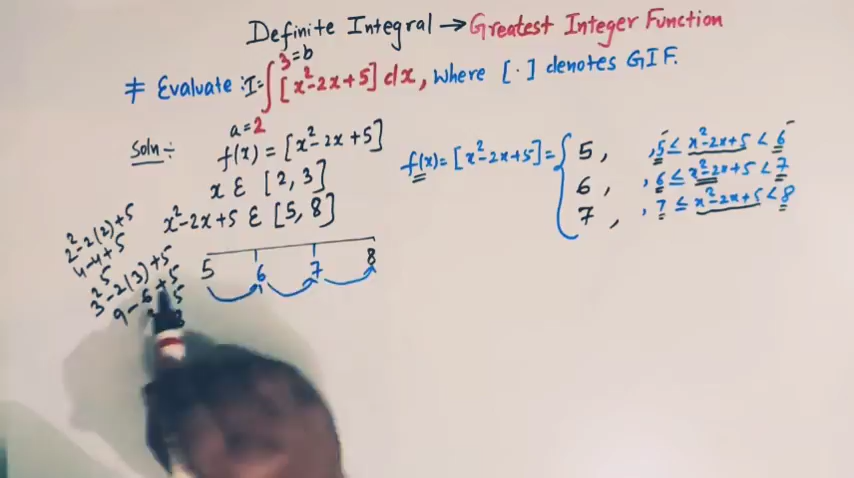 Definite Integral → Greatest Integer Function
≠ Evaluate : I = ∫ [x²-2x+5] dx, where [·] denotes GIF.
3=b
a=2
Soln :-
f(x) = [x²-2x+5]
x ε [2, 3]
x²-2x+5 ε [5, 8]
2²-2(2)+5
4-4+5
5
3²-2(3)+5
9-6+5
5 6 7 8
f(x)=[x²-2x+5]= {
5, , 5 ≤ x²-2x+5 < 6
6, , 6 ≤ x²-2x+5 < 7
7, , 7 ≤ x²-2x+5 < 8